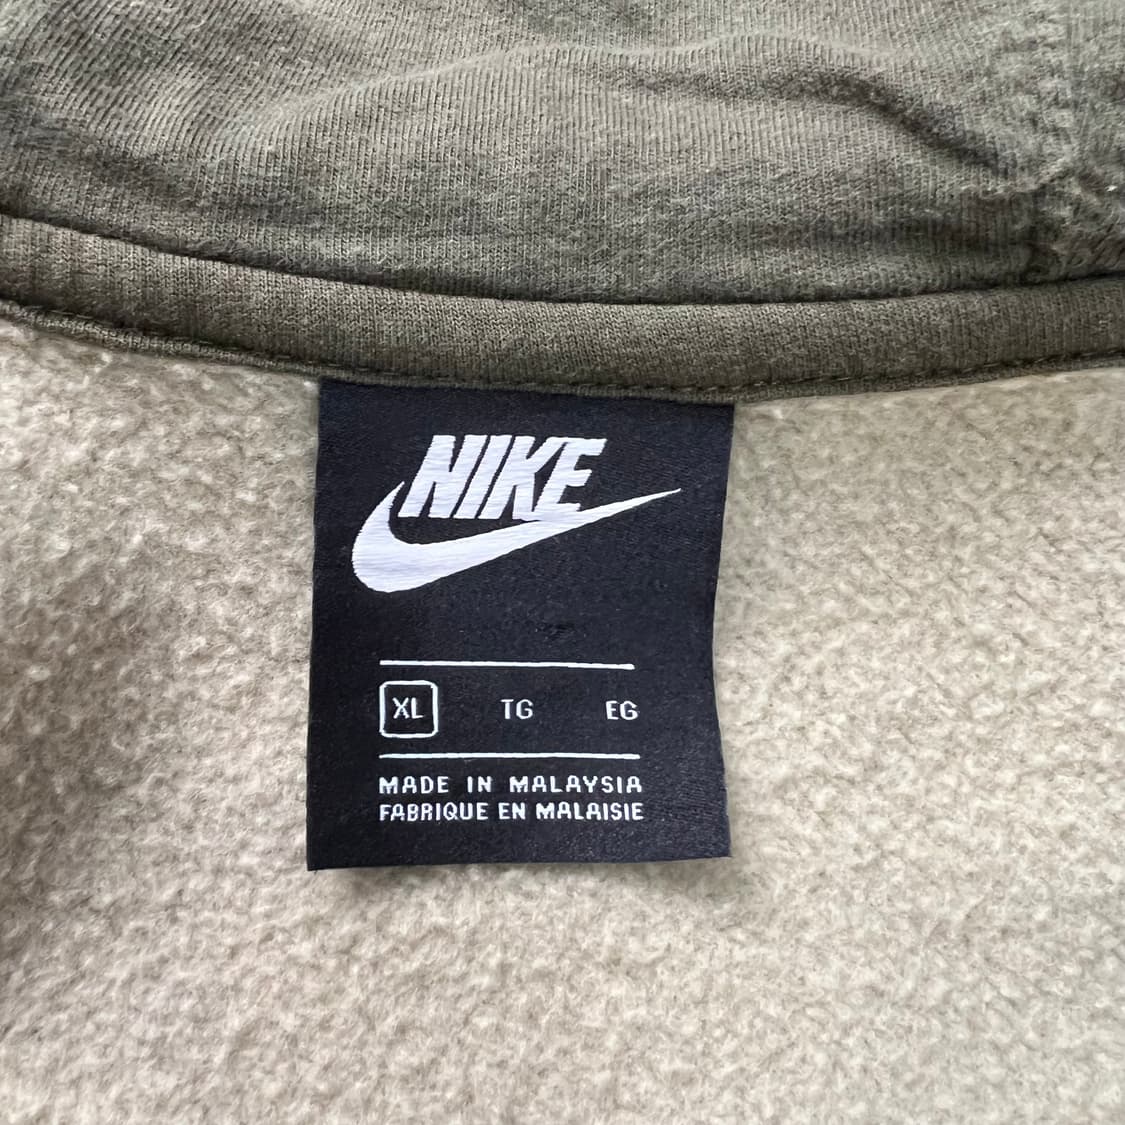 NIKE
XL TG EG
MADE IN MALAYSIA
FABRIQUE EN MALAISIE